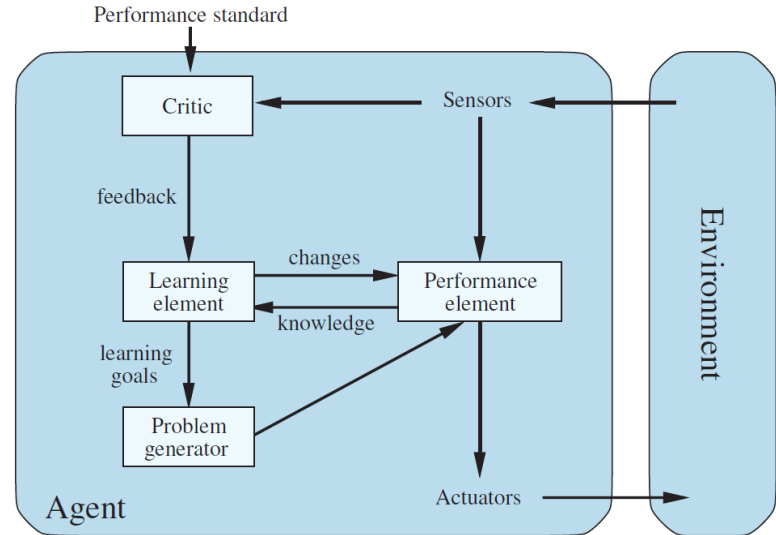 Performance standard
Critic
Sensors
feedback
changes
Learning
element
Performance
element
knowledge
learning
goals
Problem
generator
Actuators
Agent
Environment